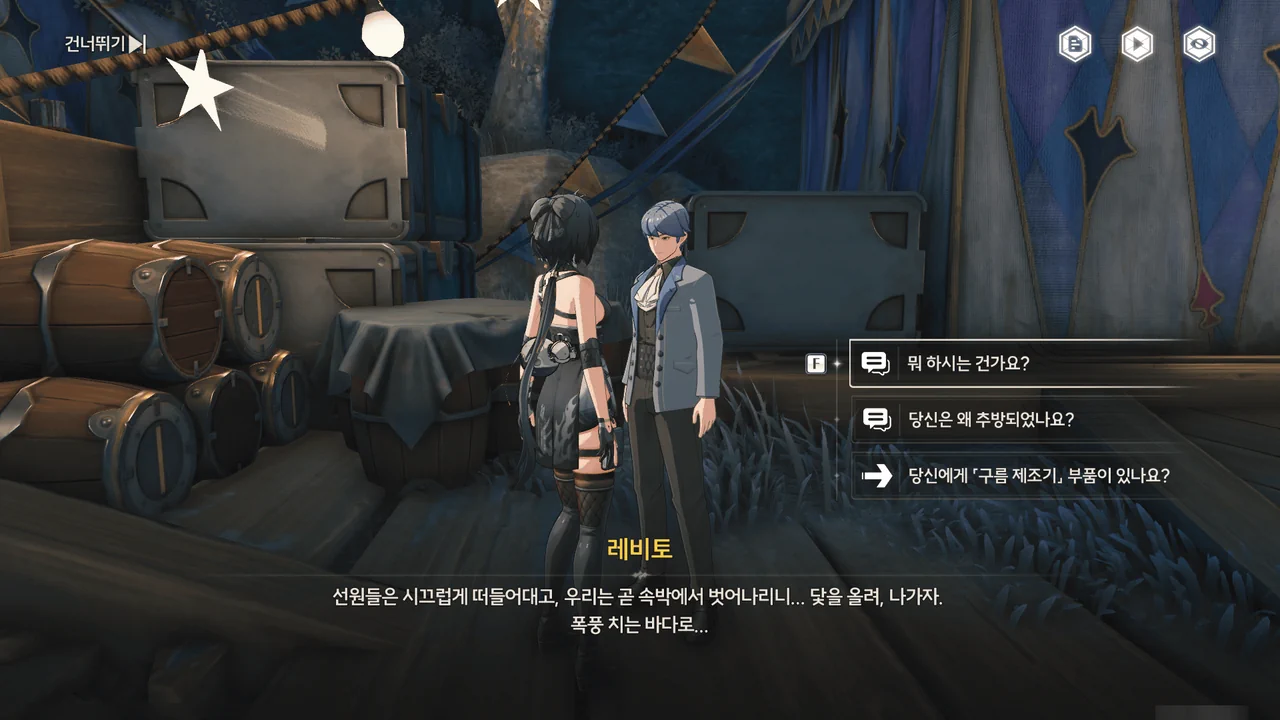 건너뛰기
F
뭐 하시는 건가요?
당신은 왜 추방되었나요?
당신에게 「구름 제조기」 부품이 있나요?
레비토
선원들은 시끄럽게 떠들어대고, 우리는 곧 속박에서 벗어나리니... 닻을 올려, 나가자.
폭풍 치는 바다로...